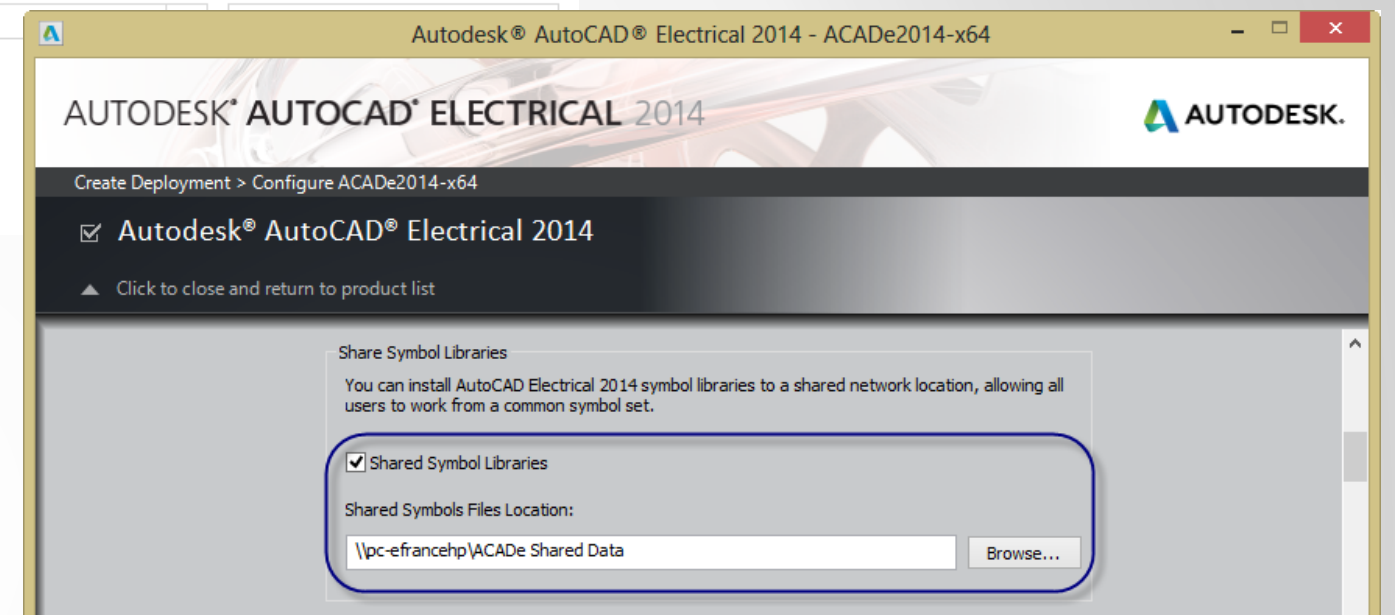 Autodesk® AutoCAD® Electrical 2014 - ACADe2014-x64
AUTODESK® AUTOCAD® ELECTRICAL 2014
AUTODESK.
Create Deployment > Configure ACADe2014-x64
Autodesk® AutoCAD® Electrical 2014
Click to close and return to product list
Share Symbol Libraries
You can install AutoCAD Electrical 2014 symbol libraries to a shared network location, allowing all
users to work from a common symbol set.
Shared Symbol Libraries
Shared Symbols Files Location:
\\pc-efrancehp\ACADe Shared Data
Browse...